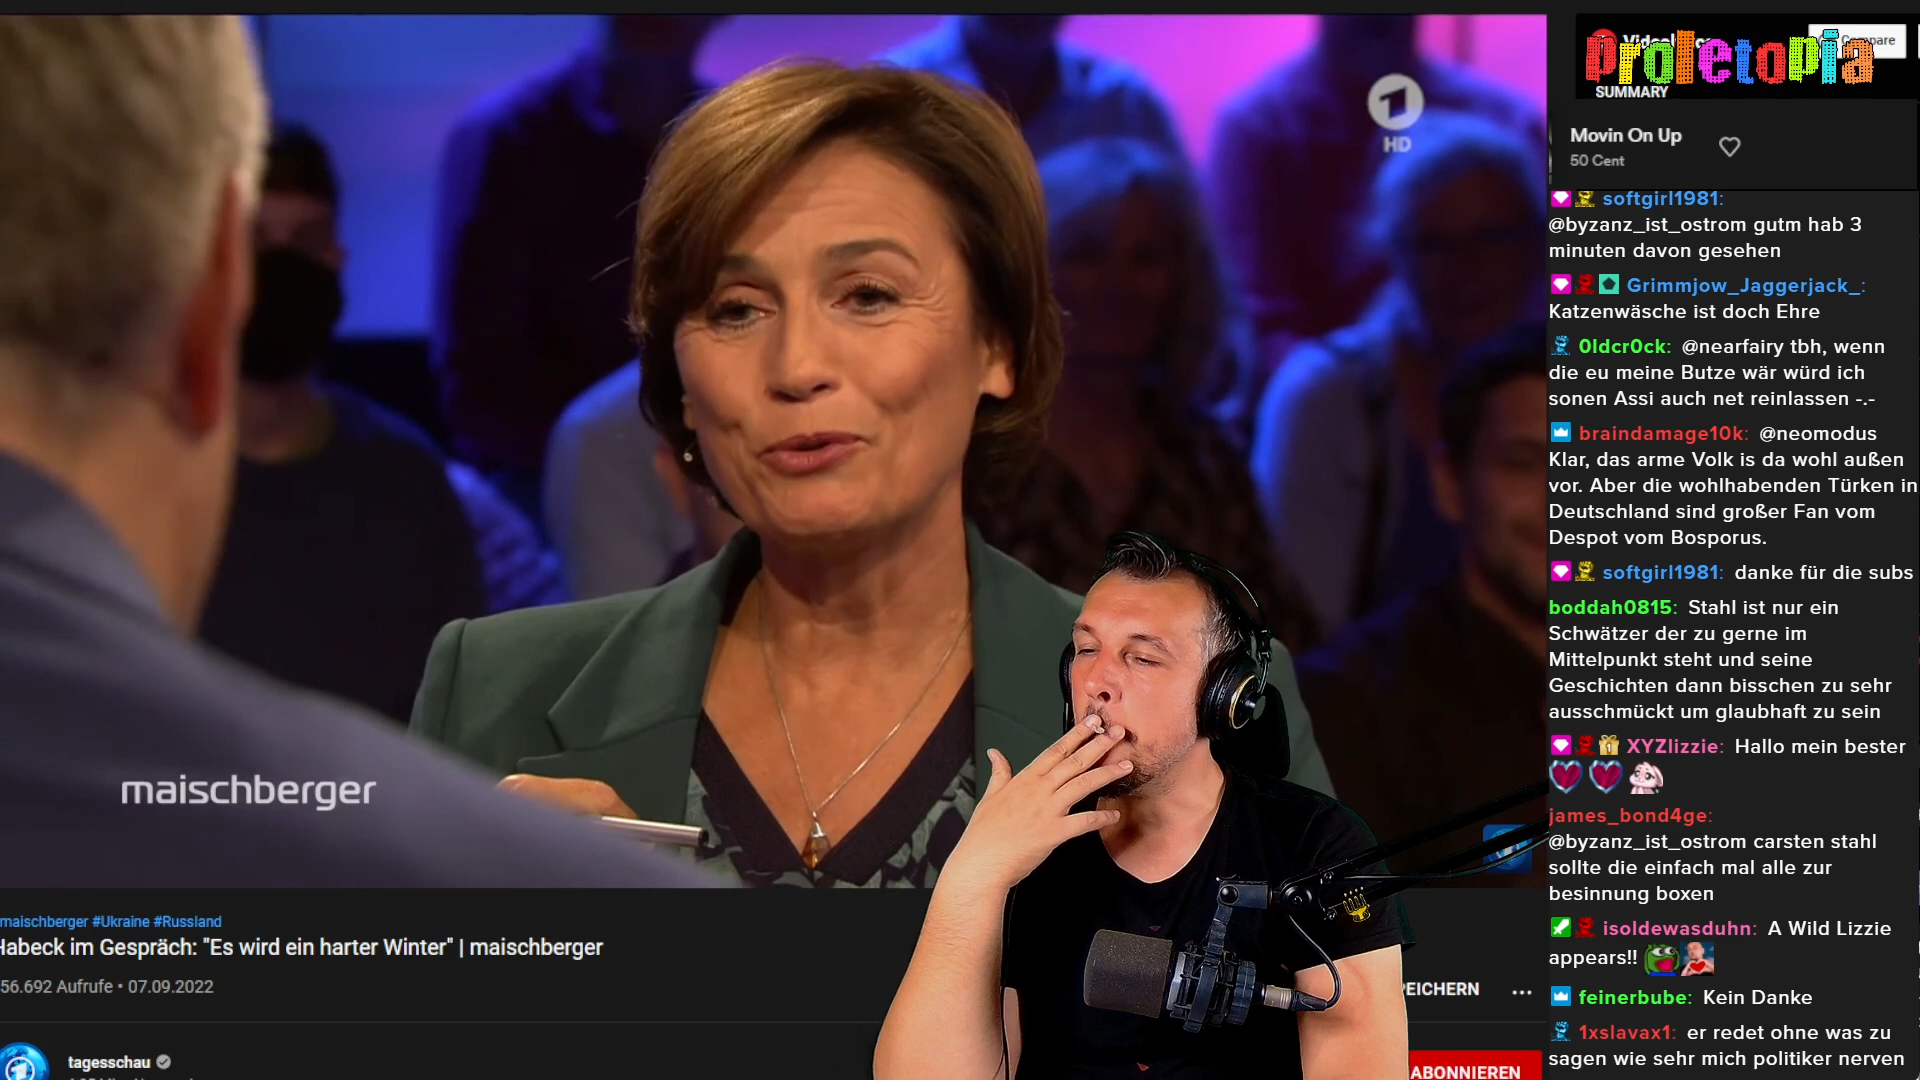 HD
maischberger
maischberger #Ukraine #Russland
Habeck im Gespräch: "Es wird ein harter Winter" | maischberger
56.692 Aufrufe • 07.09.2022
...
tagesschau
ABONNIEREN
Proletopia
SUMMARY
Movin On Up
50 Cent
softgirl1981:
@byzanz_ist_ostrom gutm hab 3
minuten davon gesehen
Grimmjow_Jaggerjack_:
Katzenwäsche ist doch Ehre
0ldcr0ck: @nearfairy tbh, wenn
die eu meine Butze wär würd ich
sonen Assi auch net reinlassen -.-
braindamage10k: @neomodus
Klar, das arme Volk is da wohl außen
vor. Aber die wohlhabenden Türken in
Deutschland sind großer Fan vom
Despot vom Bosporus.
softgirl1981: danke für die subs
boddah0815: Stahl ist nur ein
Schwätzer der zu gerne im
Mittelpunkt steht und seine
Geschichten dann bisschen zu sehr
ausschmückt um glaubhaft zu sein
XYZlizzie: Hallo mein bester
james_bond4ge:
@byzanz_ist_ostrom carsten stahl
sollte die einfach mal alle zur
besinnung boxen
isoldewasduhn: A Wild Lizzie
appears!!
feinerbube: Kein Danke
1xslavax1: er redet ohne was zu
sagen wie sehr mich politiker nerven